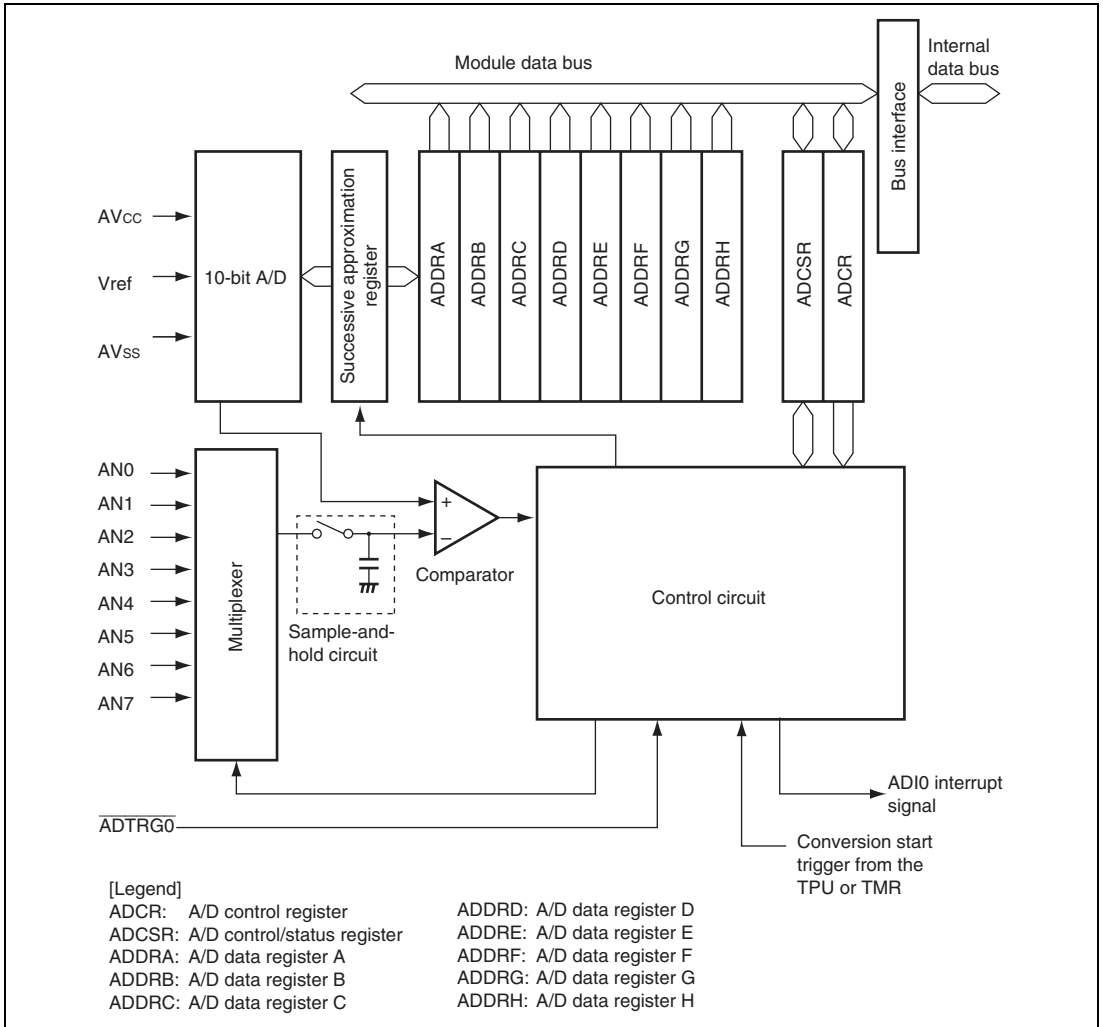 Module data bus
Internal
data bus
Bus interface
AVCC
Vref
AVSS
10-bit A/D
Successive approximation
register
ADDRA
ADDRB
ADDRC
ADDRD
ADDRE
ADDRF
ADDRG
ADDRH
ADCSR
ADCR
AN0
AN1
AN2
AN3
AN4
AN5
AN6
AN7
Multiplexer
+
−
Comparator
Sample-and-
hold circuit
Control circuit
ADI0 interrupt
signal
ADTRG0
Conversion start
trigger from the
TPU or TMR
[Legend]
ADCR: A/D control register
ADCSR: A/D control/status register
ADDRA: A/D data register A
ADDRB: A/D data register B
ADDRC: A/D data register C
ADDRD: A/D data register D
ADDRE: A/D data register E
ADDRF: A/D data register F
ADDRG: A/D data register G
ADDRH: A/D data register H